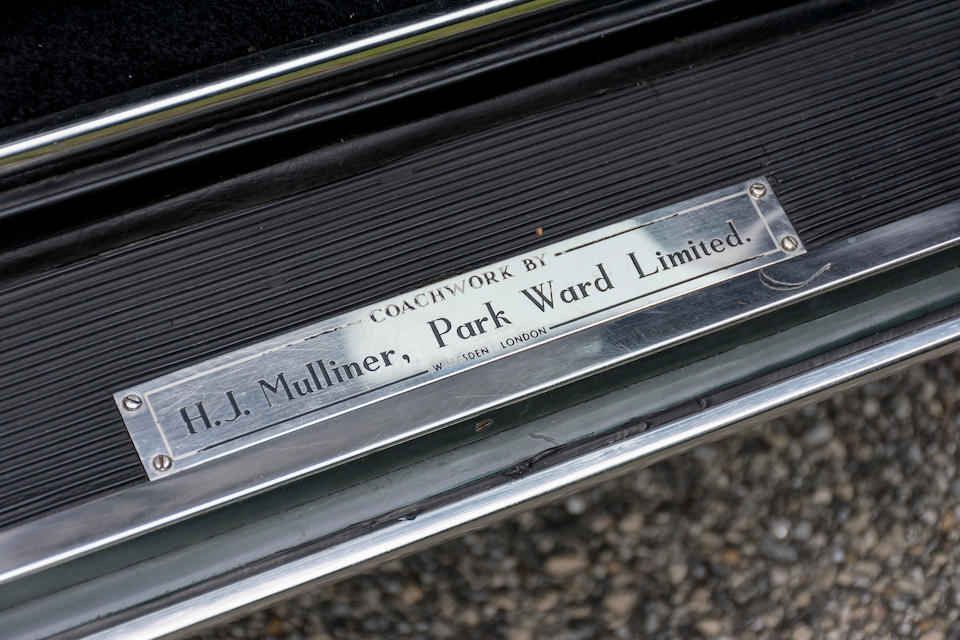 COACHWORK BY
H.J. Mulliner, Park Ward Limited.
LONDON